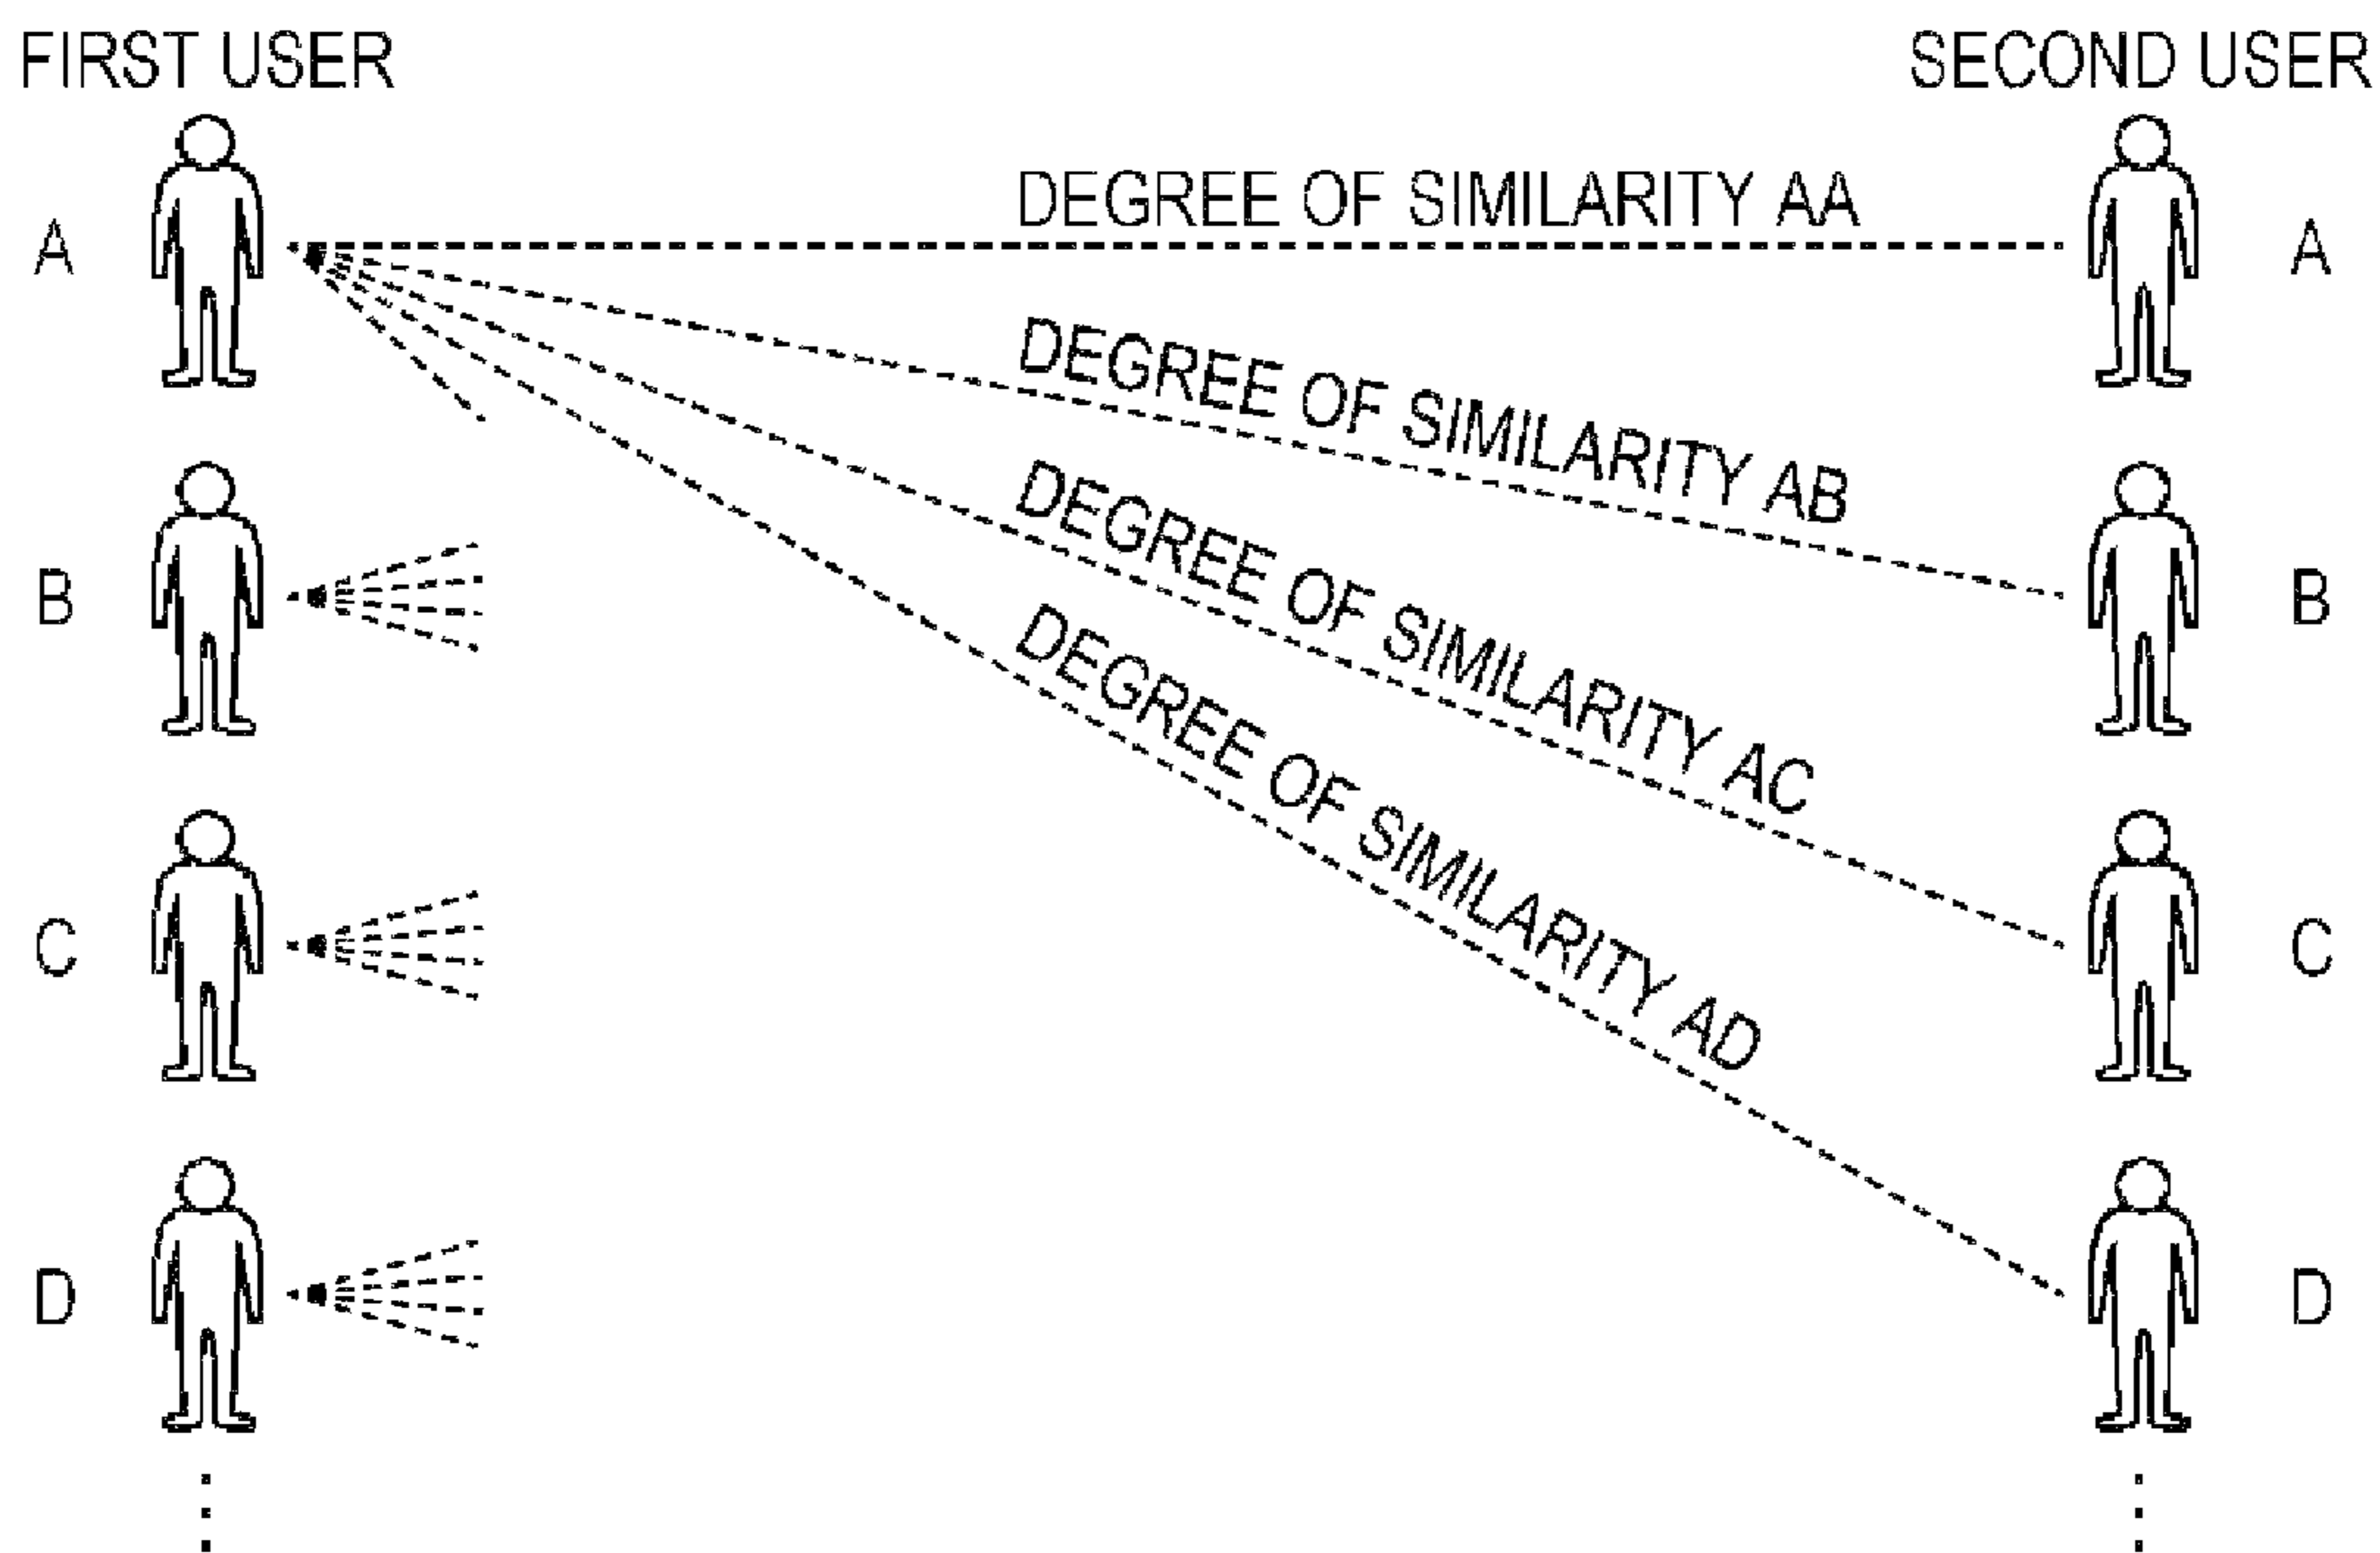 FIRST USER
SECOND USER
DEGREE OF SIMILARITY AA
A
A
DEGREE OF SIMILARITY AB
B
B
DEGREE OF SIMILARITY AC
C
C
DEGREE OF SIMILARITY AD
D
D